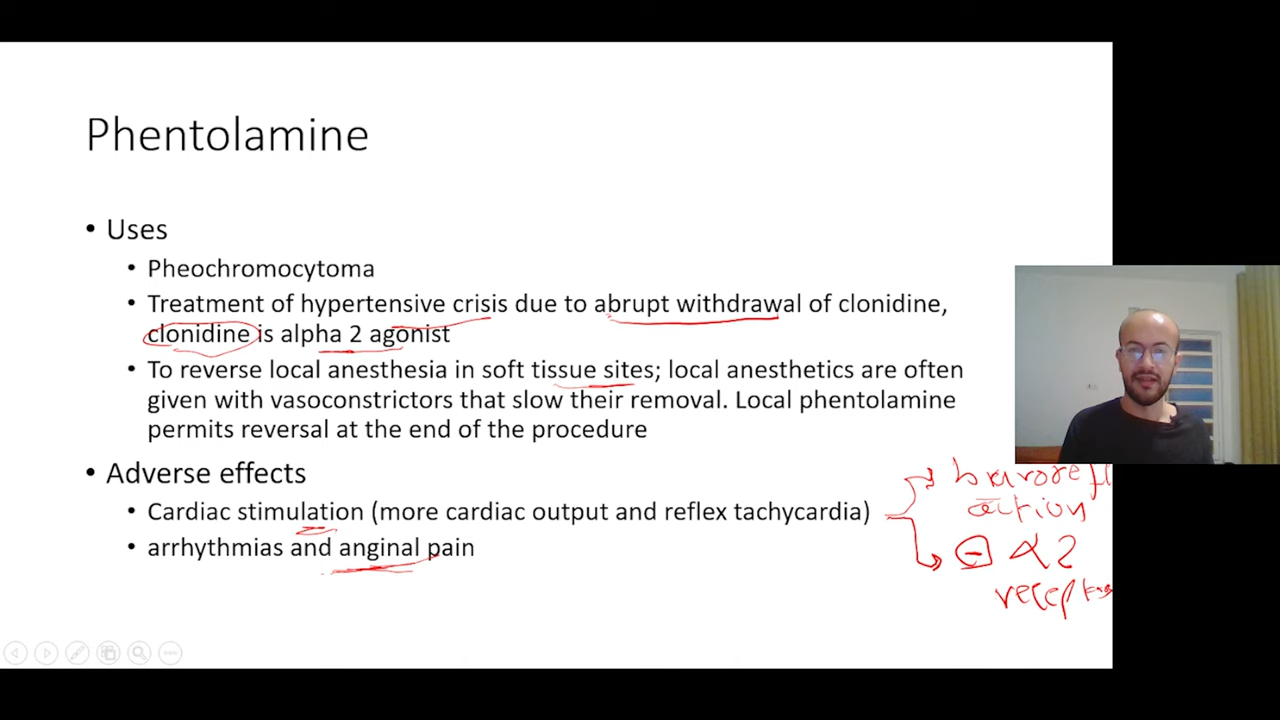 Phentolamine
• Uses
• Pheochromocytoma
• Treatment of hypertensive crisis due to abrupt withdrawal of clonidine,
clonidine is alpha 2 agonist
• To reverse local anesthesia in soft tissue sites; local anesthetics are often
given with vasoconstrictors that slow their removal. Local phentolamine
permits reversal at the end of the procedure
• Adverse effects
• Cardiac stimulation (more cardiac output and reflex tachycardia)
• arrhythmias and anginal pain
action
⊖ α2